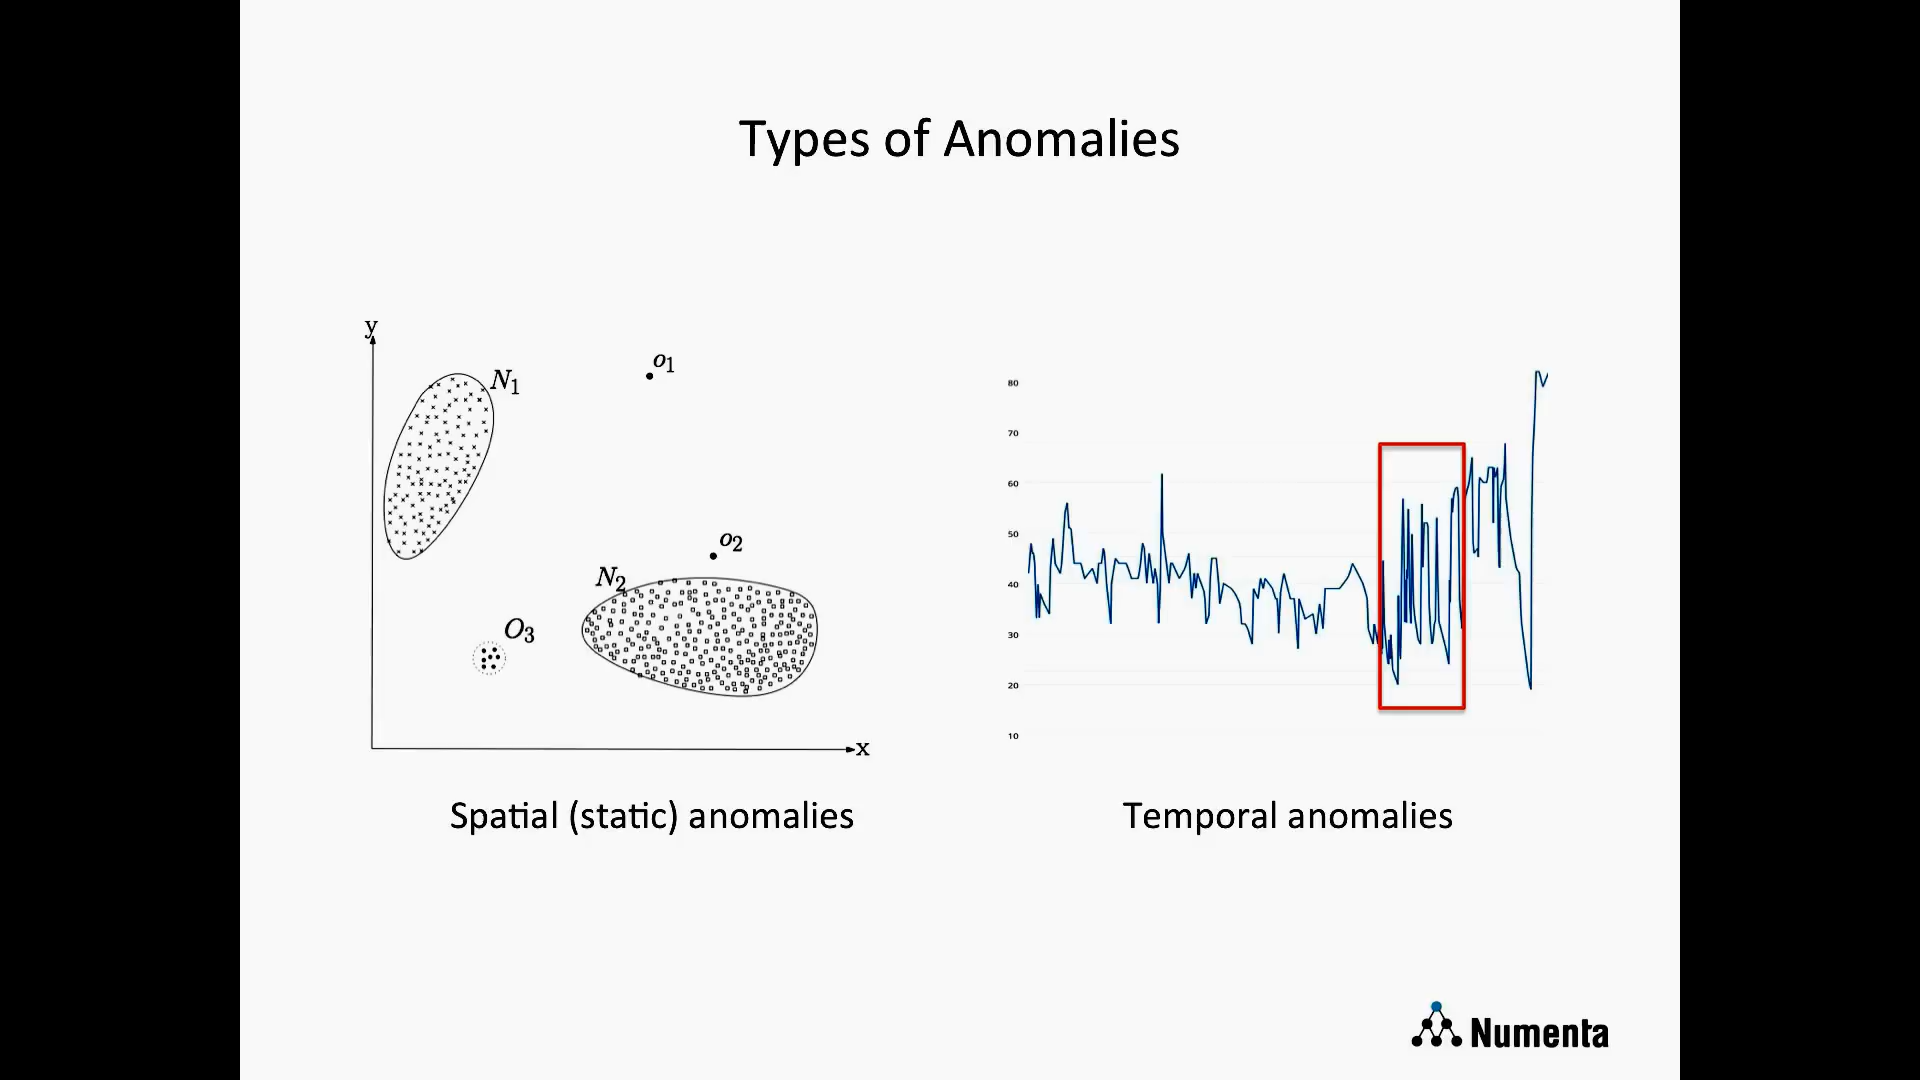 Types of Anomalies
y
N1
o1
o2
N2
O3
x
80
70
60
50
40
30
20
10
Spatial (static) anomalies
Temporal anomalies
Numenta